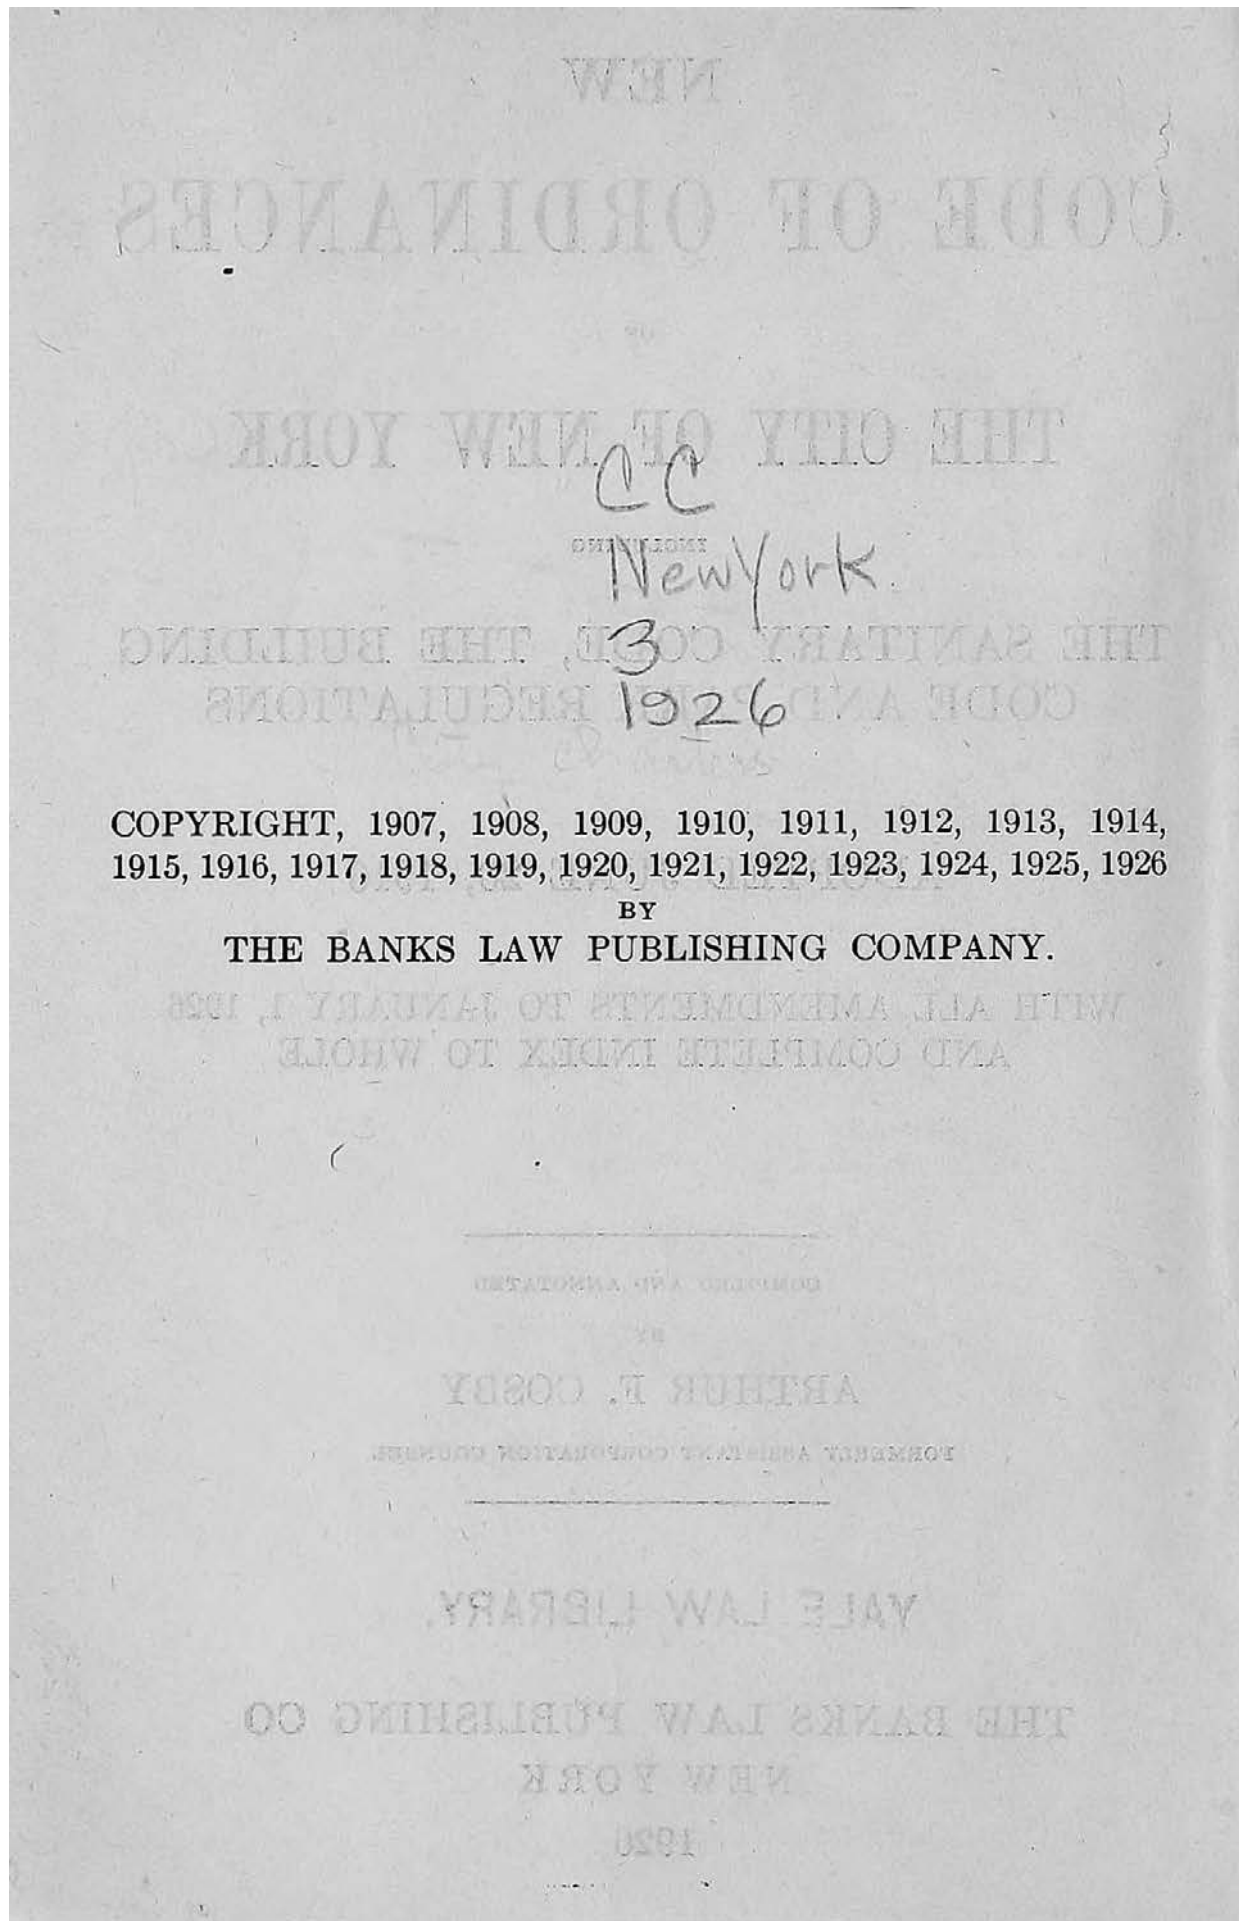 CC
New York.
3
1926
COPYRIGHT, 1907, 1908, 1909, 1910, 1911, 1912, 1913, 1914,
1915, 1916, 1917, 1918, 1919, 1920, 1921, 1922, 1923, 1924, 1925, 1926
BY
THE BANKS LAW PUBLISHING COMPANY.